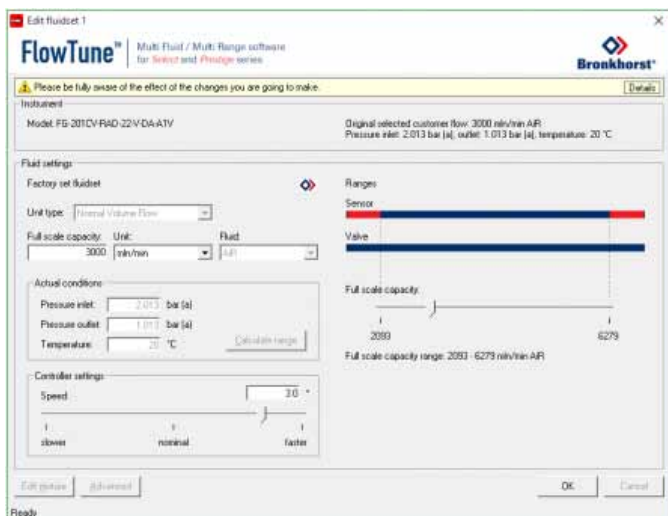 Edit fluidset 1
FlowTune™
Multi Fluid / Multi Range software
for Select and Prestige series
Bronkhorst®
Please be fully aware of the effect of the changes you are going to make.
Details
Instrument
Model: FG-201CV-RAD-22-V-DA-A1V
Original selected customer flow: 3000 mln/min AIR
Pressure inlet: 2.013 bar (a), outlet: 1.013 bar (a), temperature: 20 °C
Fluid settings
Factory set fluidset
Unit type: Normal Volume Flow
Full scale capacity: Unit: Fluid:
3000 mln/min AIR
Actual conditions
Pressure inlet: 2.013 bar (a)
Pressure outlet: 1.013 bar (a)
Temperature: 20 °C
Calculate range
Controller settings
Speed: 3.0
slower nominal faster
Ranges
Sensor
Valve
Full scale capacity:
2093 6279
Full scale capacity range: 2093 - 6279 mln/min AIR
Edit picture Advanced
OK Cancel
Ready